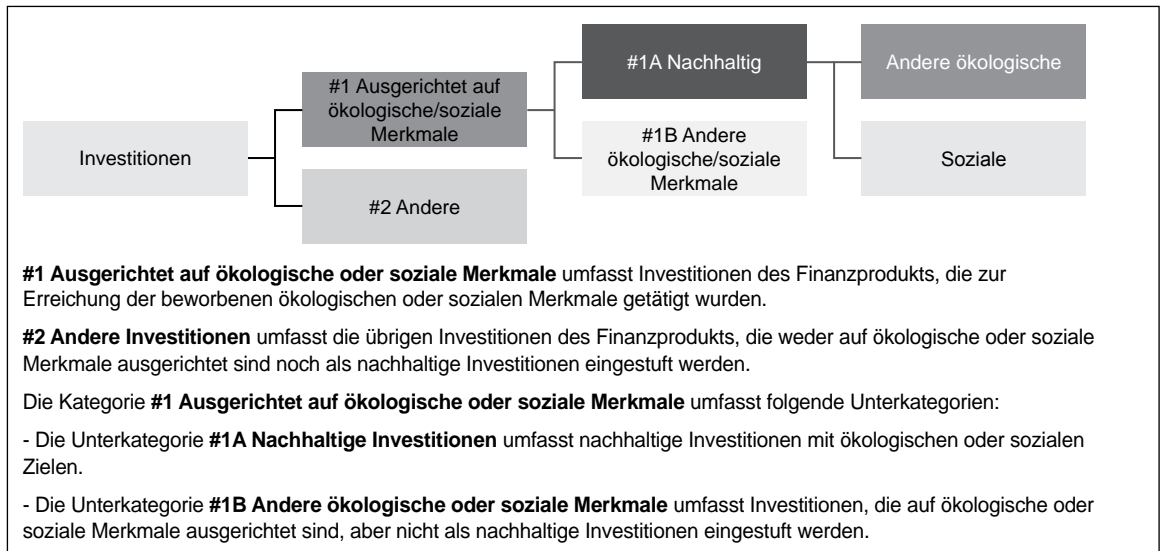 Investitionen
#1 Ausgerichtet auf
ökologische/soziale
Merkmale
#2 Andere
#1A Nachhaltig
#1B Andere
ökologische/soziale
Merkmale
Andere ökologische
Soziale
#1 Ausgerichtet auf ökologische oder soziale Merkmale umfasst Investitionen des Finanzprodukts, die zur
Erreichung der beworbenen ökologischen oder sozialen Merkmale getätigt wurden.
#2 Andere Investitionen umfasst die übrigen Investitionen des Finanzprodukts, die weder auf ökologische oder soziale
Merkmale ausgerichtet sind noch als nachhaltige Investitionen eingestuft werden.
Die Kategorie #1 Ausgerichtet auf ökologische oder soziale Merkmale umfasst folgende Unterkategorien:
- Die Unterkategorie #1A Nachhaltige Investitionen umfasst nachhaltige Investitionen mit ökologischen oder sozialen
Zielen.
- Die Unterkategorie #1B Andere ökologische oder soziale Merkmale umfasst Investitionen, die auf ökologische oder
soziale Merkmale ausgerichtet sind, aber nicht als nachhaltige Investitionen eingestuft werden.